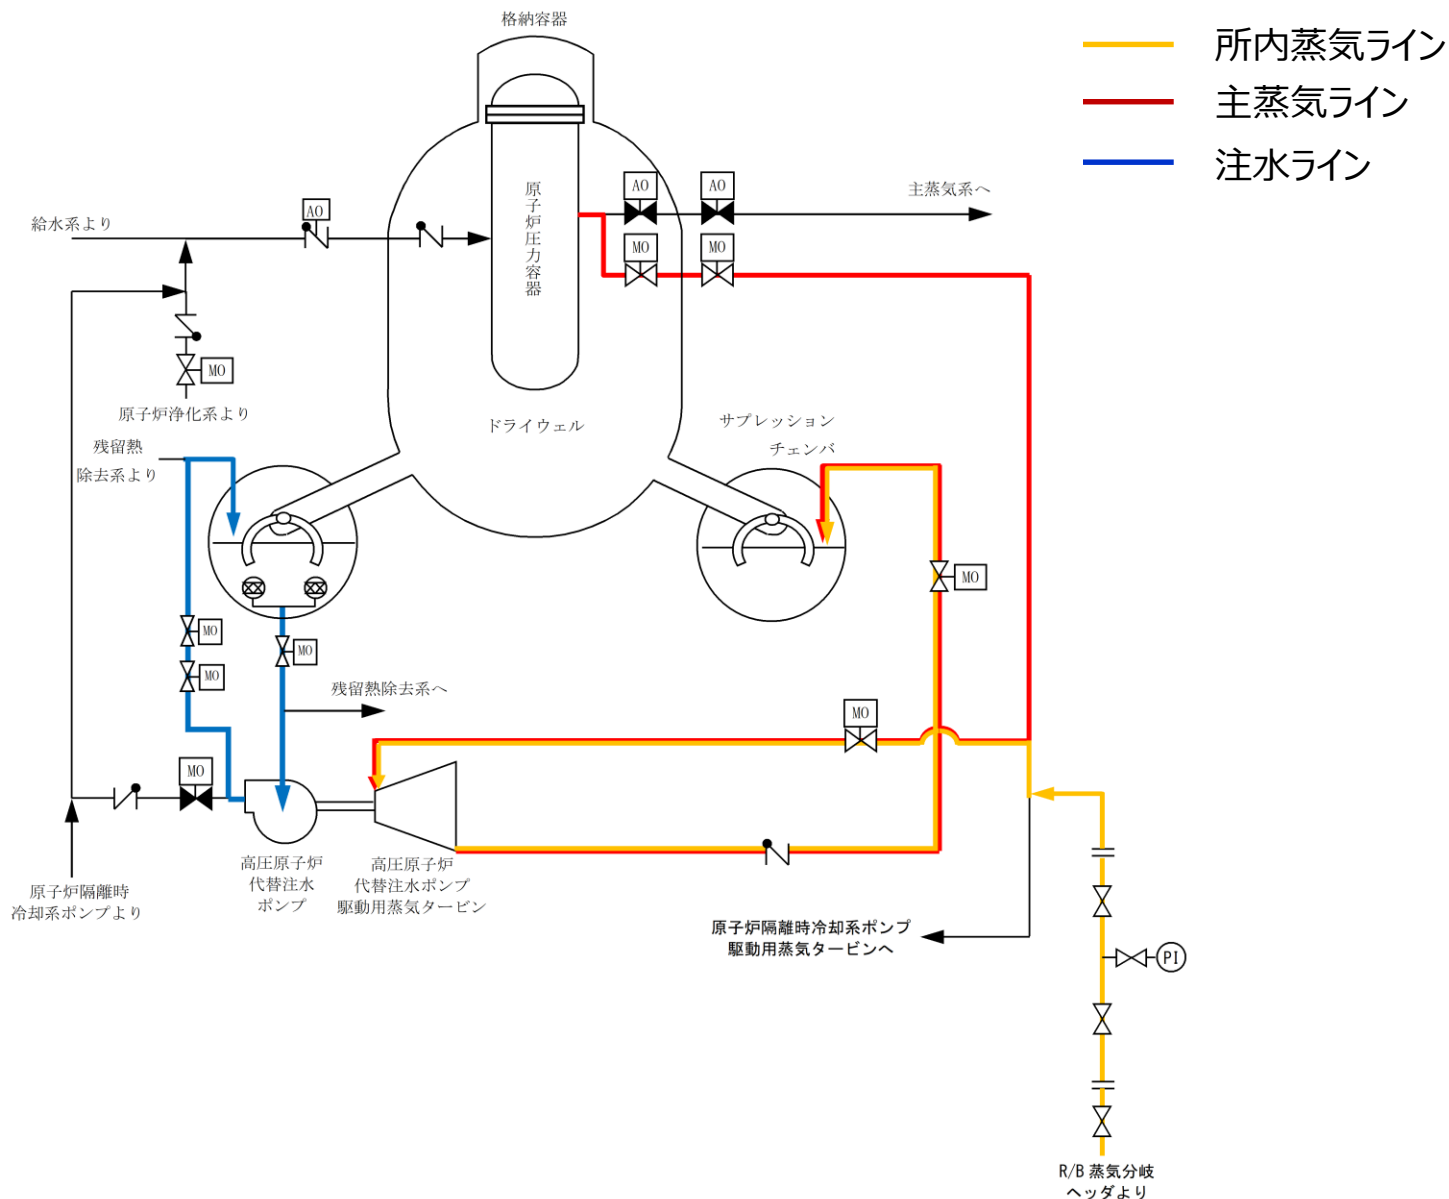 格納容器
所内蒸気ライン
主蒸気ライン
注水ライン
原子炉圧力容器
AO
AO
主蒸気系へ
給水系より
AO
MO
MO
MO
原子炉浄化系より
ドライウェル
サプレッション
チェンバ
残留熱
除去系より
MO
MO
MO
MO
残留熱除去系へ
MO
MO
高圧原子炉
代替注水
ポンプ
高圧原子炉
代替注水ポンプ
駆動用蒸気タービン
原子炉隔離時
冷却系ポンプより
原子炉隔離時冷却系ポンプ
駆動用蒸気タービンへ
PI
R/B 蒸気分岐
ヘッダより